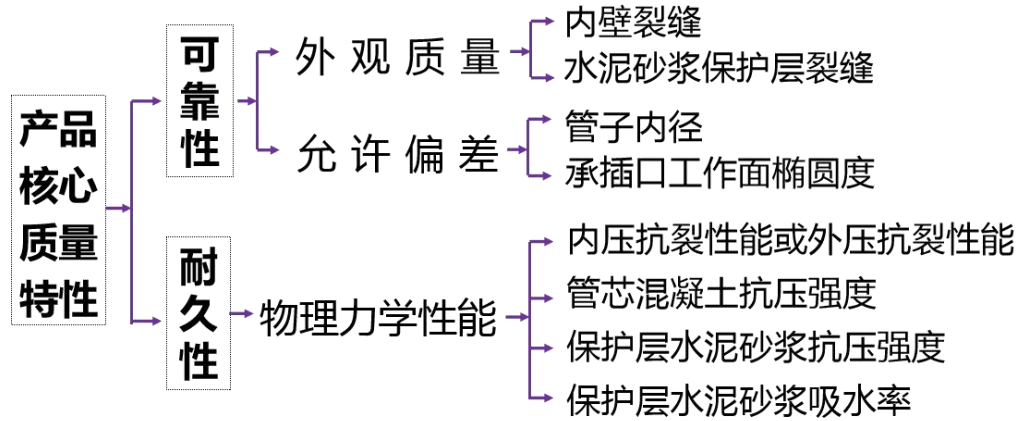 产品
核心
质量
特性
可
靠
性
外观质量
内壁裂缝
水泥砂浆保护层裂缝
允许偏差
管子内径
承插口工作面椭圆度
耐
久
性
物理力学性能
内压抗裂性能或外压抗裂性能
管芯混凝土抗压强度
保护层水泥砂浆抗压强度
保护层水泥砂浆吸水率